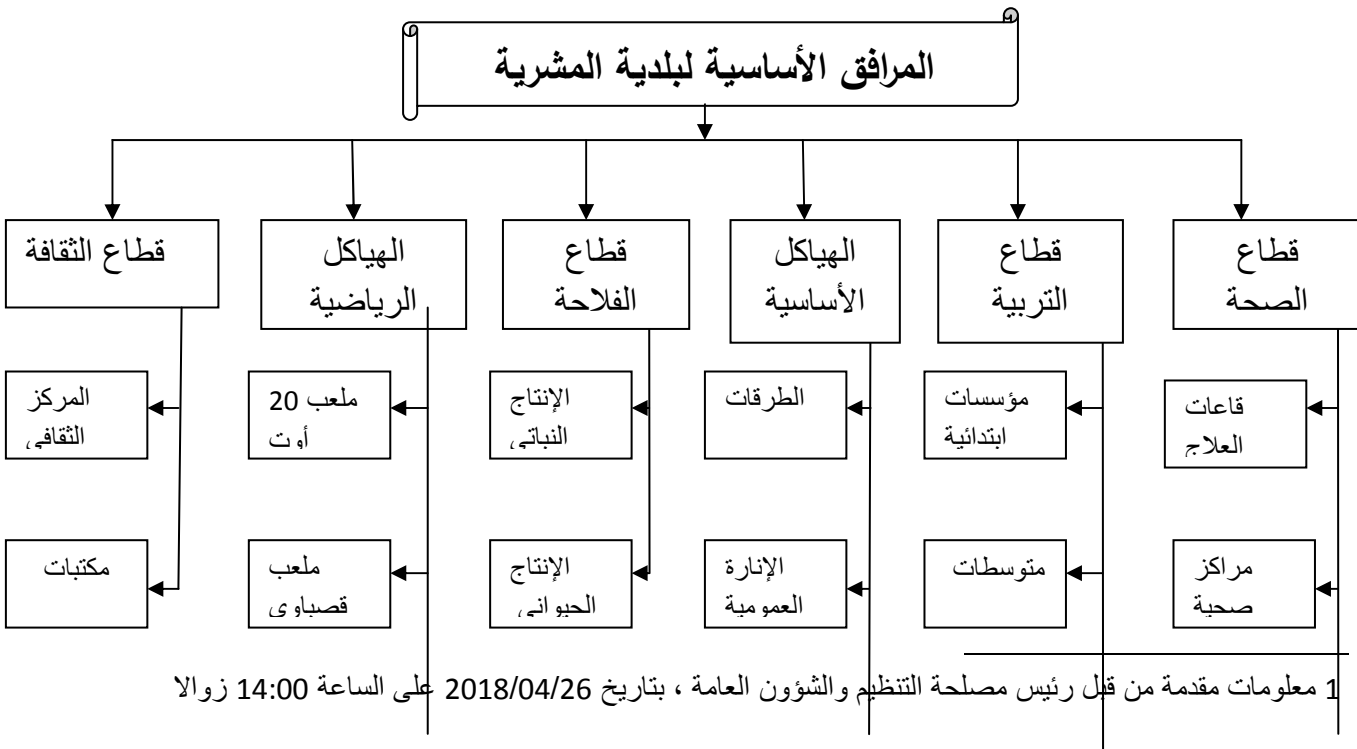 المرافق الأساسية لبلدية المشرية
قطاع
الصحة
قطاع
التربية
الهياكل
الأساسية
قطاع
الفلاحة
الهياكل
الرياضية
قطاع الثقافة
قاعات
العلاج
مؤسسات
ابتدائية
الطرقات
الإنتاج
النباتي
ملعب 20
أوت
المركز
الثقافي
مراكز
صحية
متوسطات
الإنارة
العمومية
الإنتاج
الحيواني
ملعب
قصباوي
مكتبات
1 معلومات مقدمة من قبل رئيس مصلحة التنظيم والشؤون العامة ، بتاريخ 2018/04/26 على الساعة 14:00 زوالا